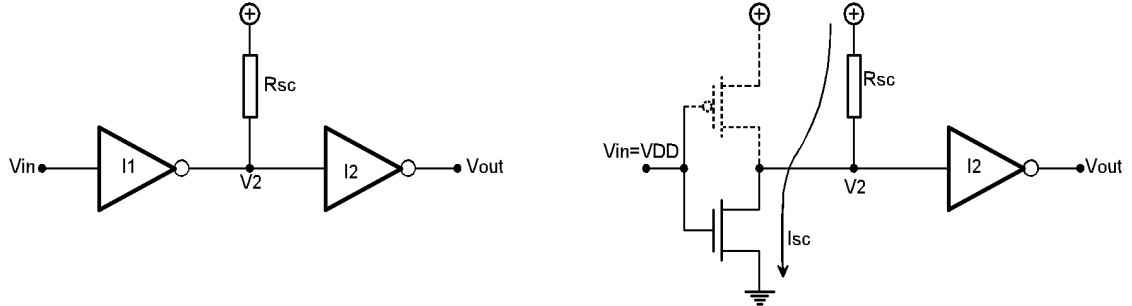 Rsc
Vin
I1
V2
I2
Vout
Rsc
Vin=VDD
V2
I2
Vout
Isc